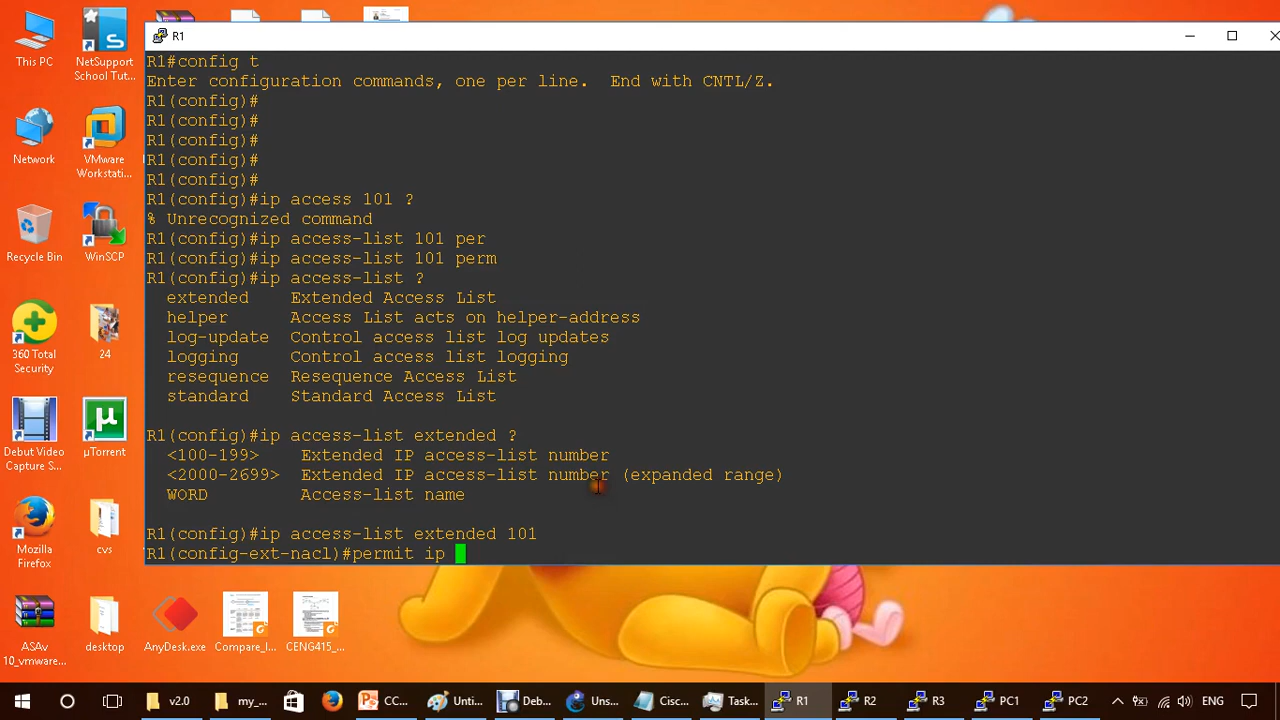 R1
R1#config t
Enter configuration commands, one per line.  End with CNTL/Z.
R1(config)#
R1(config)#
R1(config)#
R1(config)#
R1(config)#
R1(config)#ip access 101 ?
% Unrecognized command
R1(config)#ip access-list 101 per
R1(config)#ip access-list 101 perm
R1(config)#ip access-list ?
  extended    Extended Access List
  helper      Access List acts on helper-address
  log-update  Control access list log updates
  logging     Control access list logging
  resequence  Resequence Access List
  standard    Standard Access List
R1(config)#ip access-list extended ?
  <100-199>    Extended IP access-list number
  <2000-2699>  Extended IP access-list number (expanded range)
  WORD         Access-list name
R1(config)#ip access-list extended 101
R1(config-ext-nacl)#permit ip
This PC
NetSupport
School Tut...
Network
VMware
Workstati...
Recycle Bin
WinSCP
360 Total
Security
24
Debut Video
Capture S...
µTorrent
Mozilla
Firefox
cvs
ASAv
10_vmware...
desktop
AnyDesk.exe
Compare_I...
CENG415_...
v2.0
my_...
CC...
Unti...
Deb...
Uns...
Cisc...
Task...
R1
R2
R3
PC1
PC2
ENG